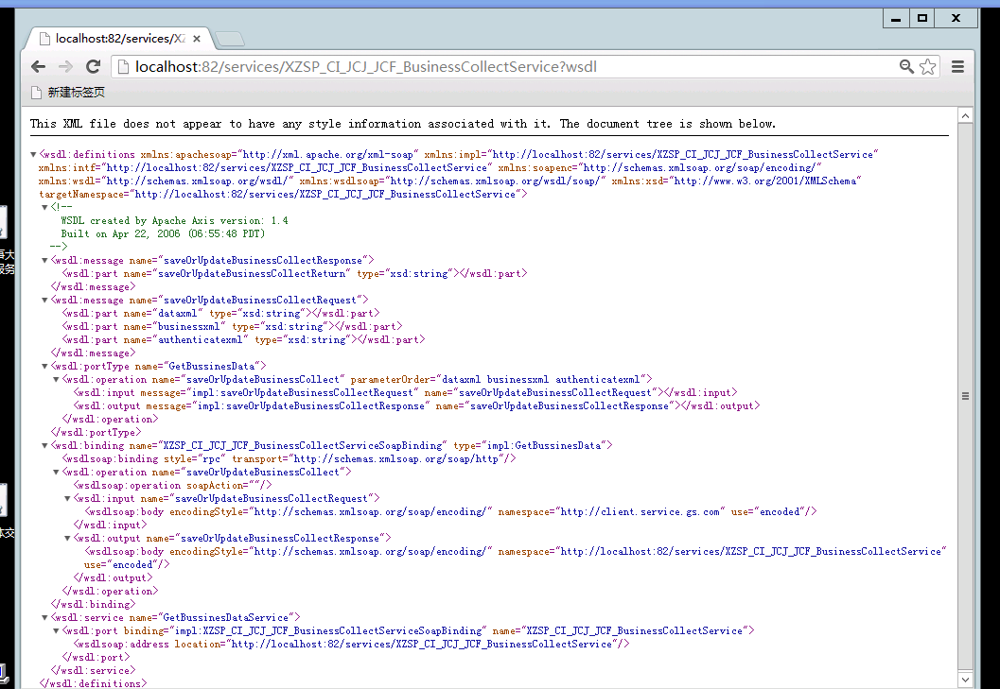 localhost:82/services/XZ
localhost:82/services/XZSP_CI_JCJ_JCF_BusinessCollectService?wsdl
新建标签页
This XML file does not appear to have any style information associated with it. The document tree is shown below.
<wsdl:definitions xmlns:apachesoap="http://xml.apache.org/xml-soap" xmlns:impl="http://localhost:82/services/XZSP_CI_JCJ_JCF_BusinessCollectService"
xmlns:intf="http://localhost:82/services/XZSP_CI_JCJ_JCF_BusinessCollectService" xmlns:soapenc="http://schemas.xmlsoap.org/soap/encoding/"
xmlns:wsdl="http://schemas.xmlsoap.org/wsdl/" xmlns:wsdlsoap="http://schemas.xmlsoap.org/wsdl/soap/" xmlns:xsd="http://www.w3.org/2001/XMLSchema"
targetNamespace="http://localhost:82/services/XZSP_CI_JCJ_JCF_BusinessCollectService">
<!--
WSDL created by Apache Axis version: 1.4
Built on Apr 22, 2006 (06:55:48 PDT)
-->
<wsdl:message name="saveOrUpdateBusinessCollectResponse">
<wsdl:part name="saveOrUpdateBusinessCollectReturn" type="xsd:string"></wsdl:part>
</wsdl:message>
<wsdl:message name="saveOrUpdateBusinessCollectRequest">
<wsdl:part name="dataxml" type="xsd:string"></wsdl:part>
<wsdl:part name="businessxml" type="xsd:string"></wsdl:part>
<wsdl:part name="authenticatexml" type="xsd:string"></wsdl:part>
</wsdl:message>
<wsdl:portType name="GetBussinesData">
<wsdl:operation name="saveOrUpdateBusinessCollect" parameterOrder="dataxml businessxml authenticatexml">
<wsdl:input message="impl:saveOrUpdateBusinessCollectRequest" name="saveOrUpdateBusinessCollectRequest"></wsdl:input>
<wsdl:output message="impl:saveOrUpdateBusinessCollectResponse" name="saveOrUpdateBusinessCollectResponse"></wsdl:output>
</wsdl:operation>
</wsdl:portType>
<wsdl:binding name="XZSP_CI_JCJ_JCF_BusinessCollectServiceSoapBinding" type="impl:GetBussinesData">
<wsdlsoap:binding style="rpc" transport="http://schemas.xmlsoap.org/soap/http"/>
<wsdl:operation name="saveOrUpdateBusinessCollect">
<wsdlsoap:operation soapAction=""/>
<wsdl:input name="saveOrUpdateBusinessCollectRequest">
<wsdlsoap:body encodingStyle="http://schemas.xmlsoap.org/soap/encoding/" namespace="http://client.service.gs.com" use="encoded"/>
</wsdl:input>
<wsdl:output name="saveOrUpdateBusinessCollectResponse">
<wsdlsoap:body encodingStyle="http://schemas.xmlsoap.org/soap/encoding/" namespace="http://localhost:82/services/XZSP_CI_JCJ_JCF_BusinessCollectService"
use="encoded"/>
</wsdl:output>
</wsdl:operation>
</wsdl:binding>
<wsdl:service name="GetBussinesDataService">
<wsdl:port binding="impl:XZSP_CI_JCJ_JCF_BusinessCollectServiceSoapBinding" name="XZSP_CI_JCJ_JCF_BusinessCollectService">
<wsdlsoap:address location="http://localhost:82/services/XZSP_CI_JCJ_JCF_BusinessCollectService"/>
</wsdl:port>
</wsdl:service>
</wsdl:definitions>